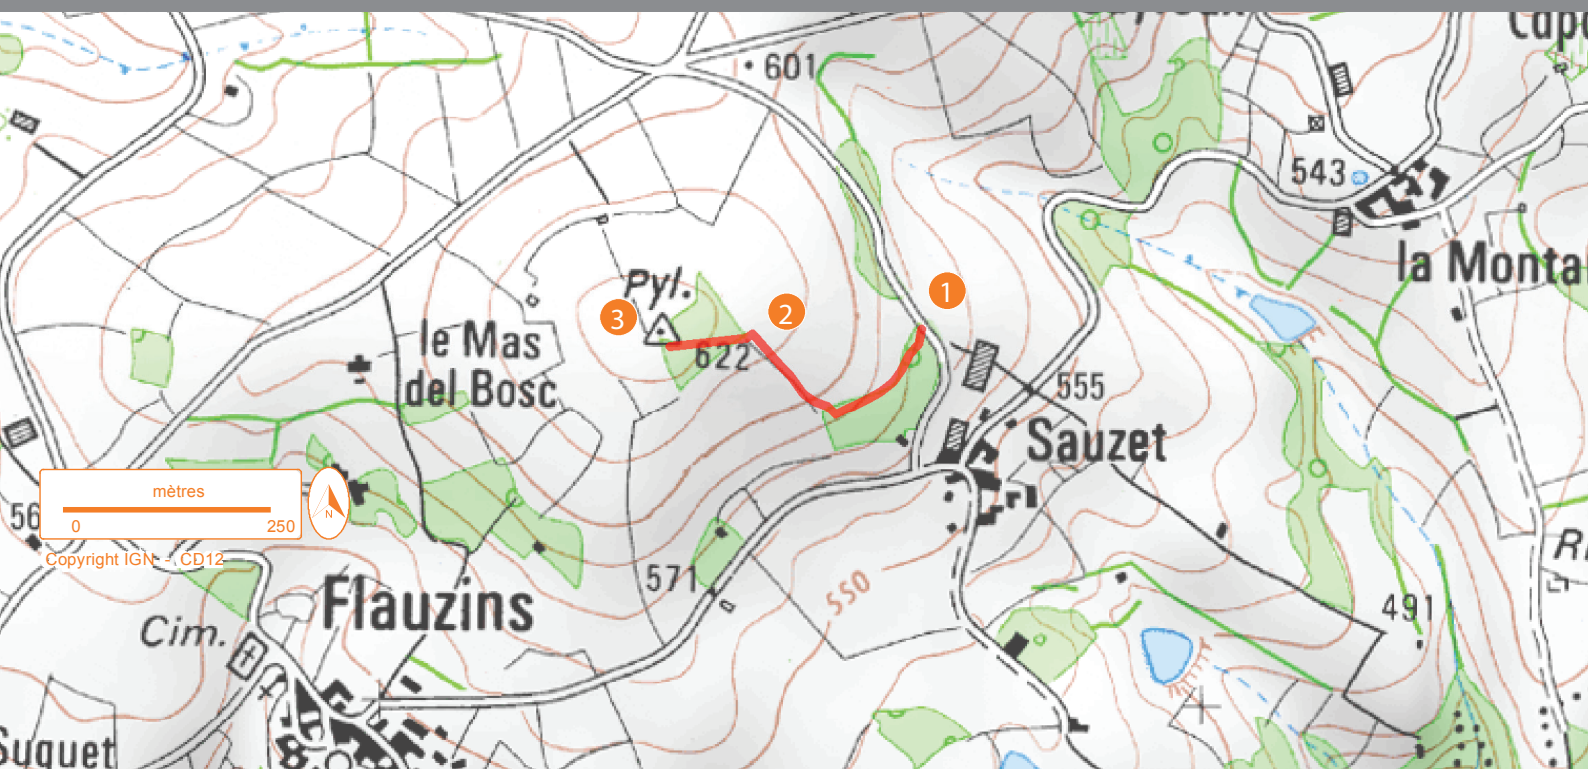 601
543
la Monta
1
Pyl.
2
3
622
le Mas
del Bosc
555
Sauzet
mètres
0 250
N
56
Copyright IGN - CD12
571
550
491
Flauzins
Cim.
Suquet